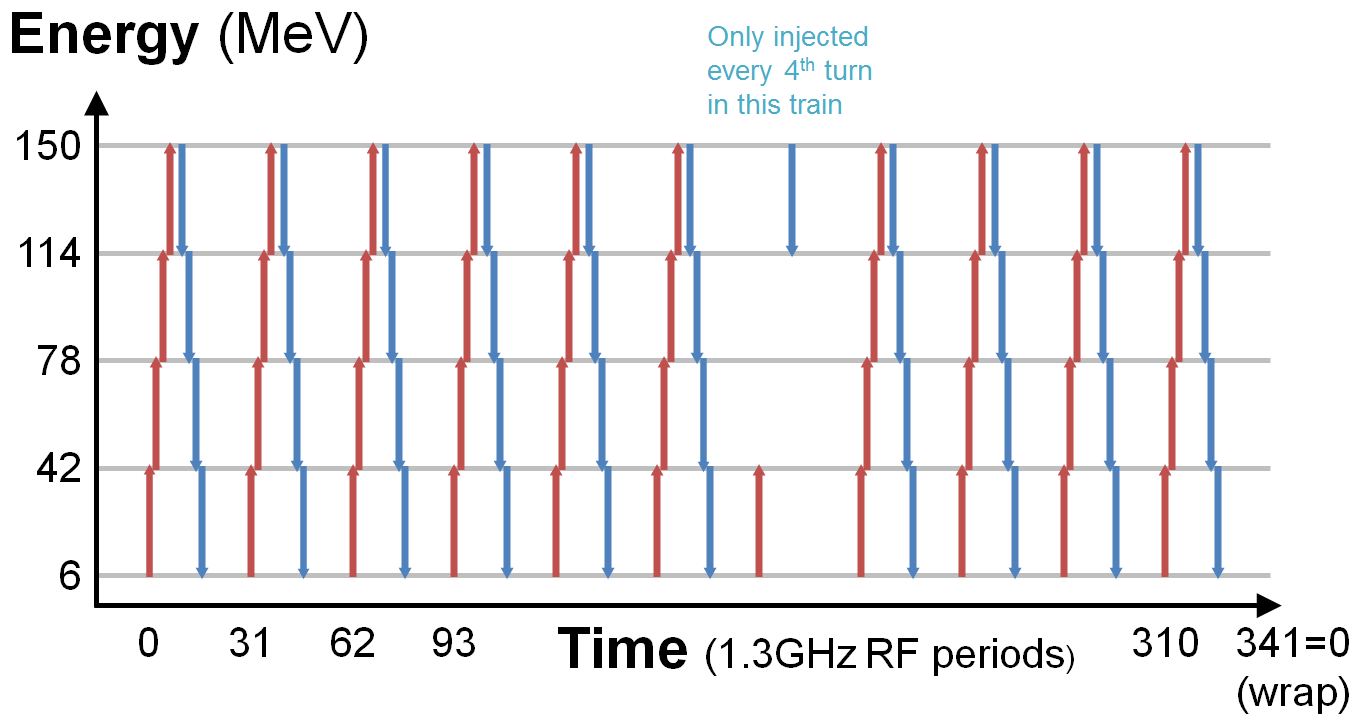 Energy (MeV)
Only injected
every 4th turn
in this train
150
114
78
42
6
0 31 62 93 Time (1.3GHz RF periods) 310 341=0
(wrap)